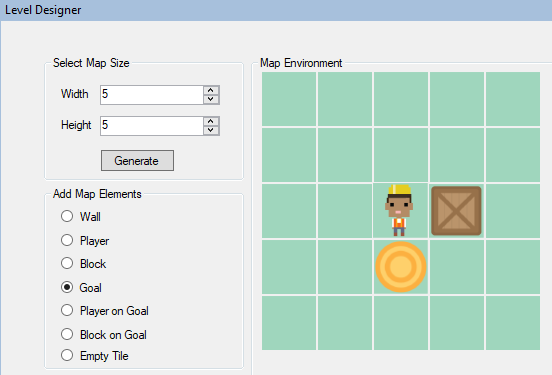 Level Designer
Select Map Size
Width 5
Height 5
Generate
Add Map Elements
Wall
Player
Block
Goal
Player on Goal
Block on Goal
Empty Tile
Map Environment